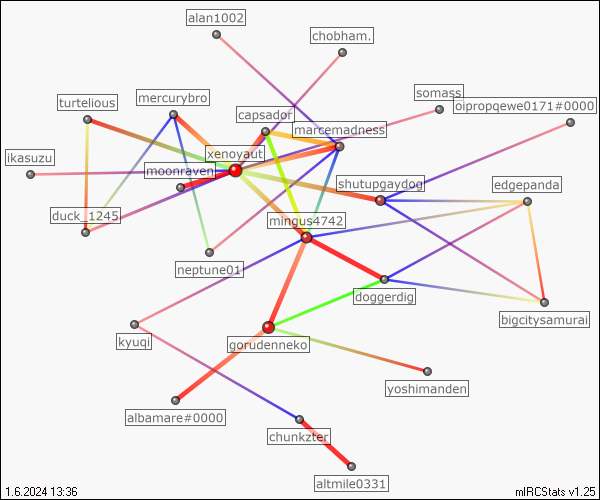 alan1002
chobham.
somass
mercurybro
turtelious
oipropqewe0171#0000
capsador
marcemadness
xenoyaut
ikasuzu
moonraven
shutupgaydog
edgepanda
duck_1245
mingus4742
neptune01
doggerdig
bigcitysamurai
kyuqi
gorudenneko
yoshimanden
albamare#0000
chunkzter
altmile0331
1.6.2024 13:36
mIRCStats v1.25